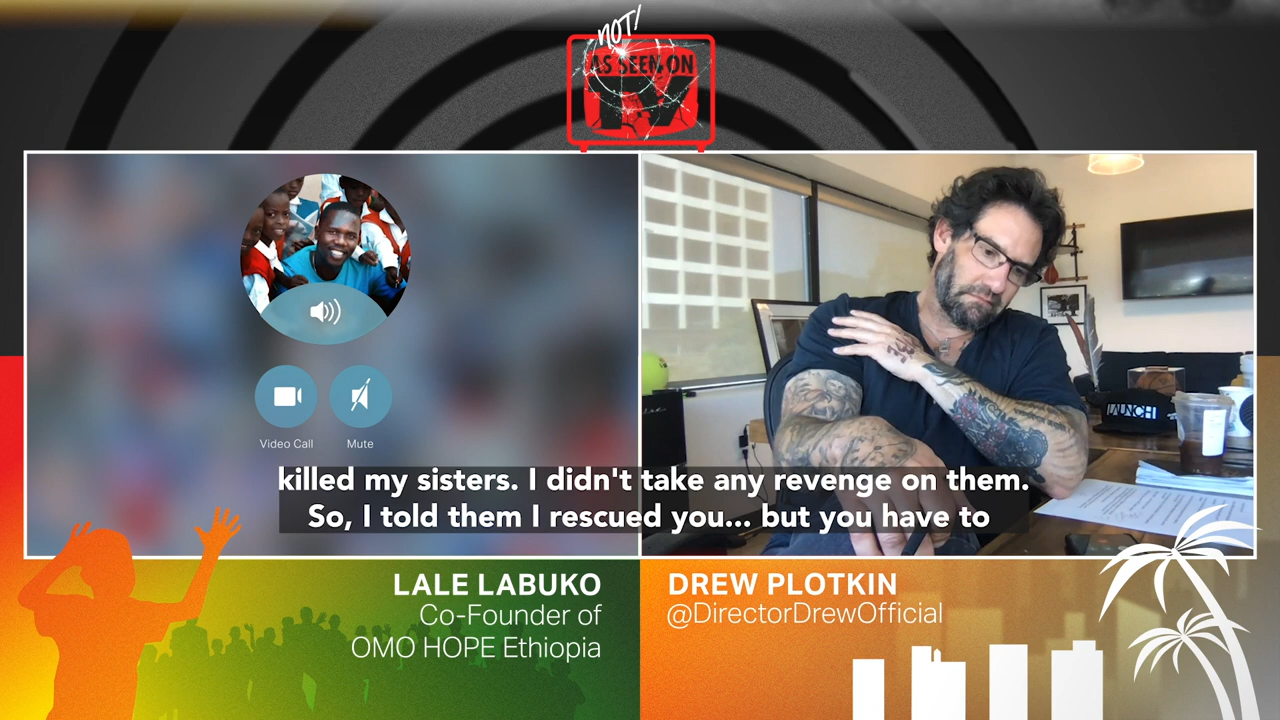 NOT!
AS SEEN ON
TV
Video Call
Mute
LAUNCH
killed my sisters. I didn't take any revenge on them.
So, I told them I rescued you... but you have to
LALE LABUKO
Co-Founder of
OMO HOPE Ethiopia
DREW PLOTKIN
@DirectorDrewOfficial